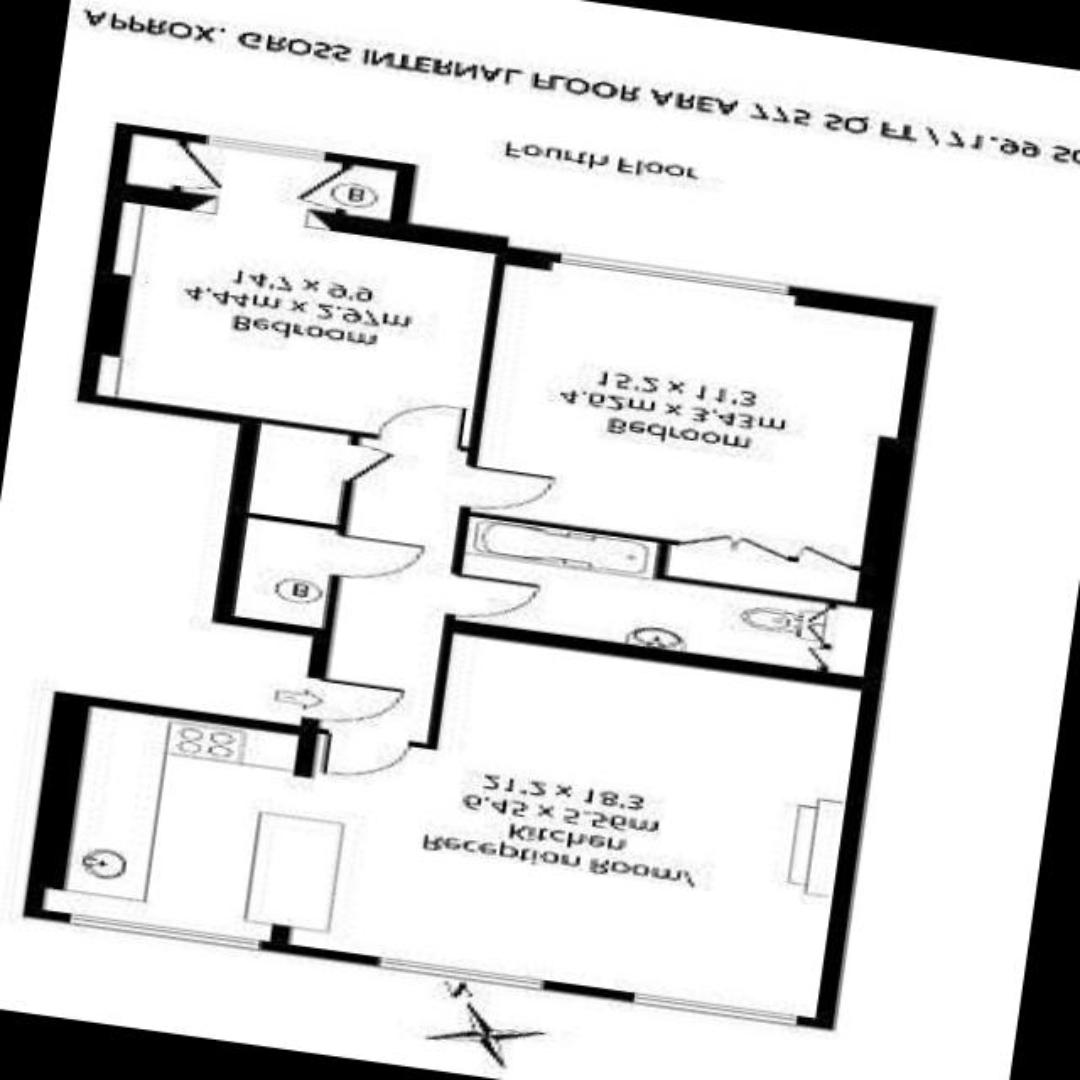 N
Reception Room/
Kitchen
6.45 x 5.56m
21'2 x 18'3
B
Bedroom
4.62m x 3.43m
15'2 x 11'3
Bedroom
4.44m x 2.97m
14'7 x 9'9
B
Fourth Floor
APPROX. GROSS INTERNAL FLOOR AREA 775 SQ FT / 71.99 SQ